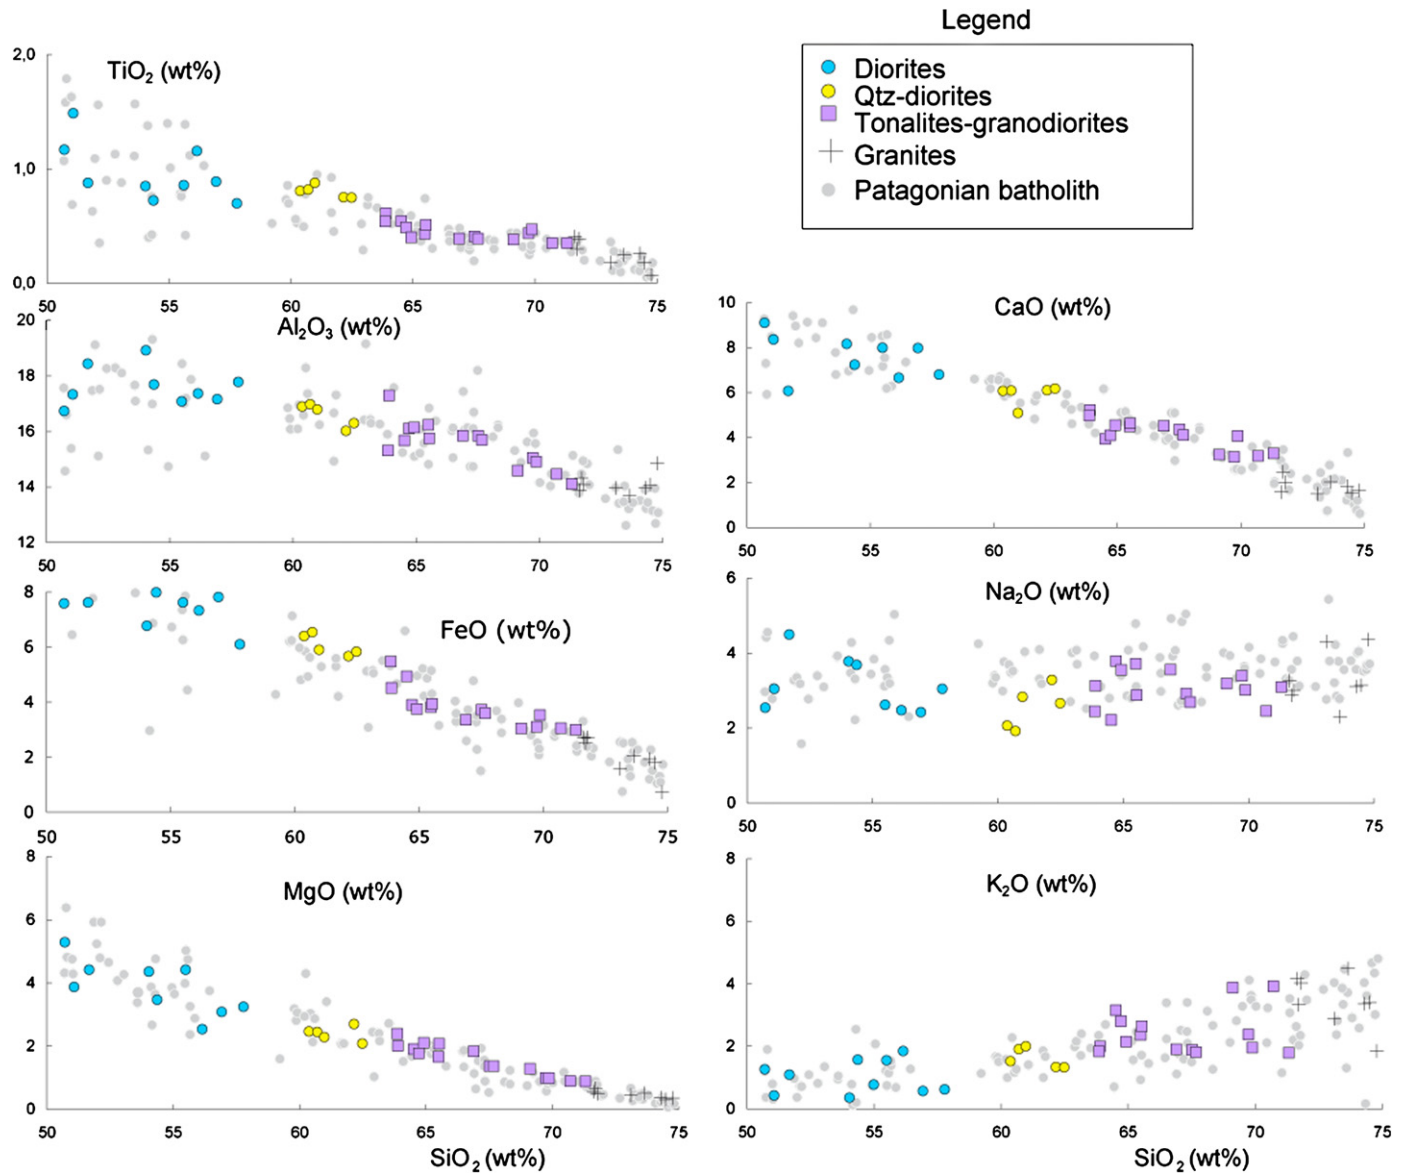 Legend
Diorites
Qtz-diorites
Tonalites-granodiorites
Granites
Patagonian batholith
TiO₂ (wt%)
2,0
1,0
0,0
50 55 60 65 70 75
Al₂O₃ (wt%)
20
18
16
14
12
50 55 60 65 70 75
CaO (wt%)
10
8
6
4
2
0
50 55 60 65 70 75
FeO (wt%)
8
6
4
2
0
50 55 60 65 70 75
Na₂O (wt%)
6
4
2
0
50 55 60 65 70 75
MgO (wt%)
8
6
4
2
0
50 55 60 65 70 75
SiO₂ (wt%)
K₂O (wt%)
8
6
4
2
0
50 55 60 65 70 75
SiO₂ (wt%)